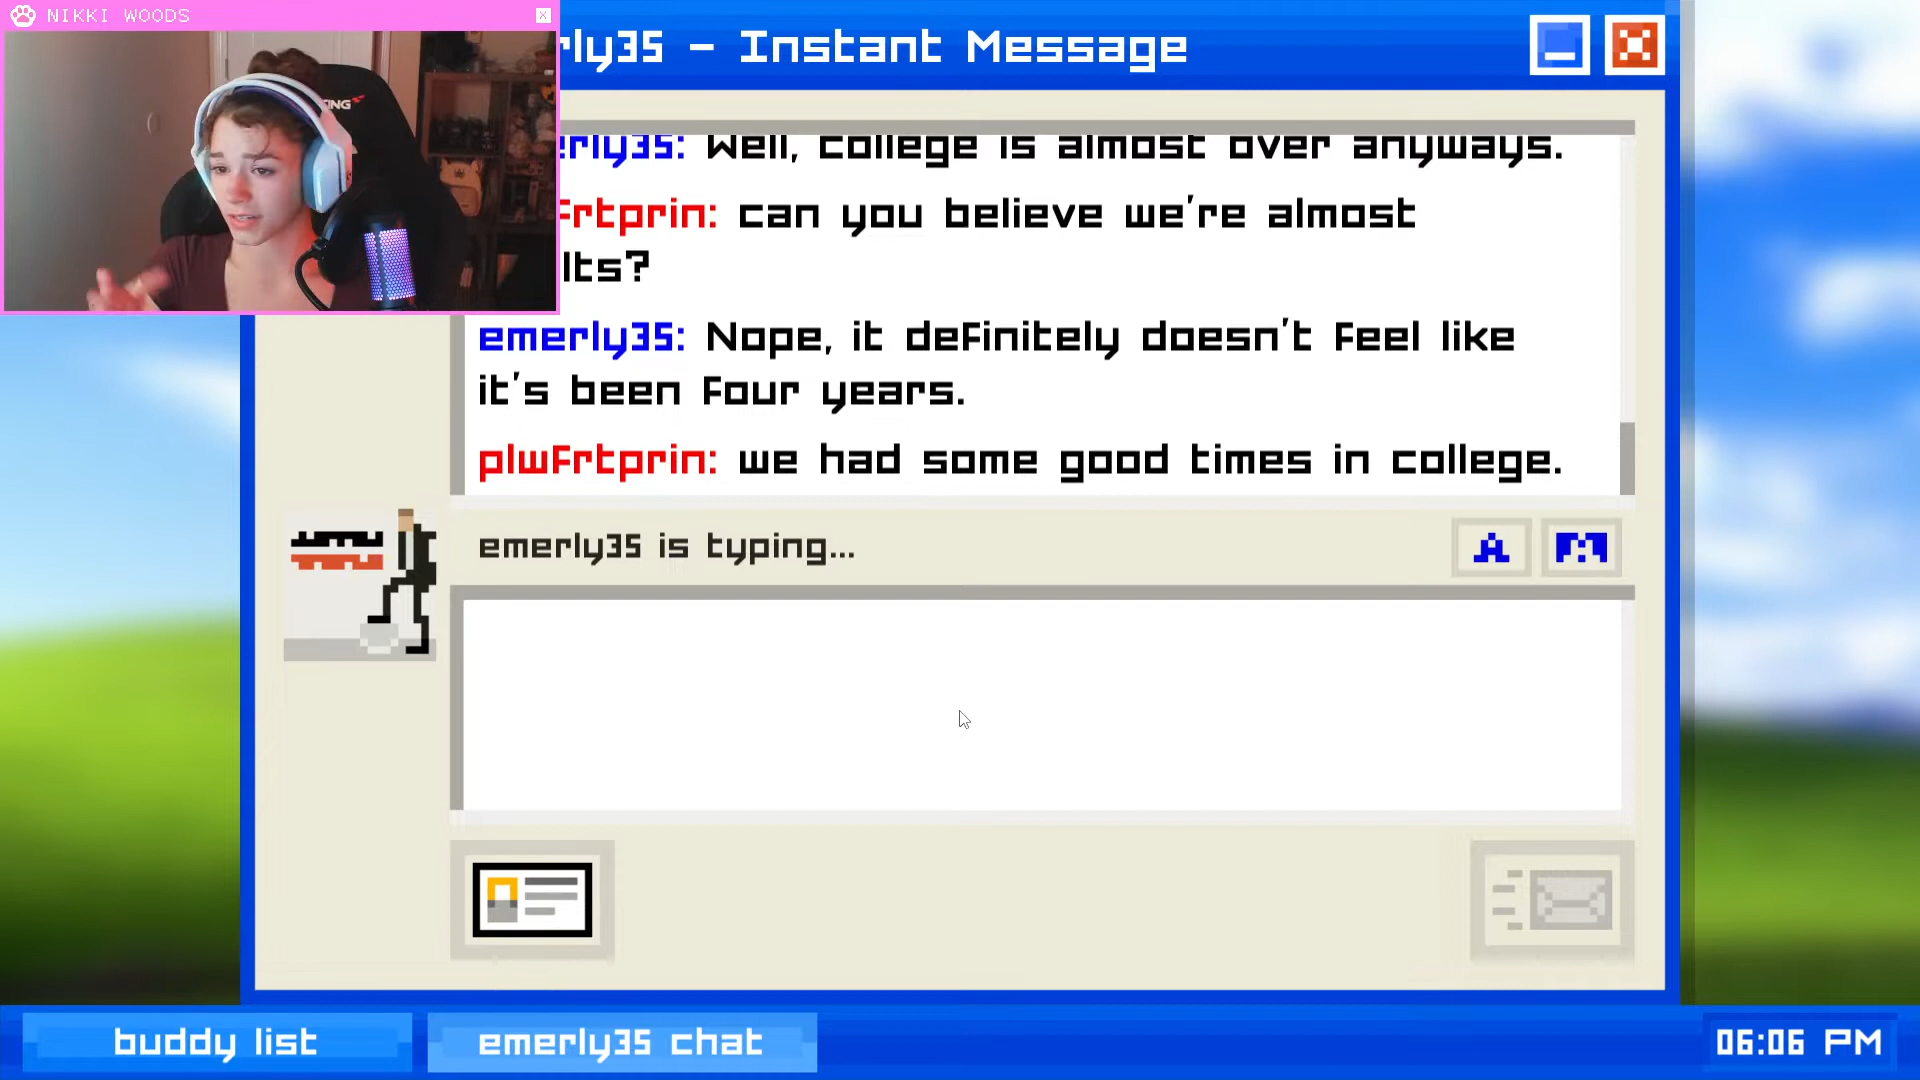 NIKKI WOODS
rly35 - Instant Message
erly35: Well, college is almost over anyways.
frtprin: can you believe we're almost
lts?
emerly35: Nope, it definitely doesn't feel like
it's been four years.
plwfrtprin: we had some good times in college.
emerly35 is typing...
A
buddy list
emerly35 chat
06:06 PM